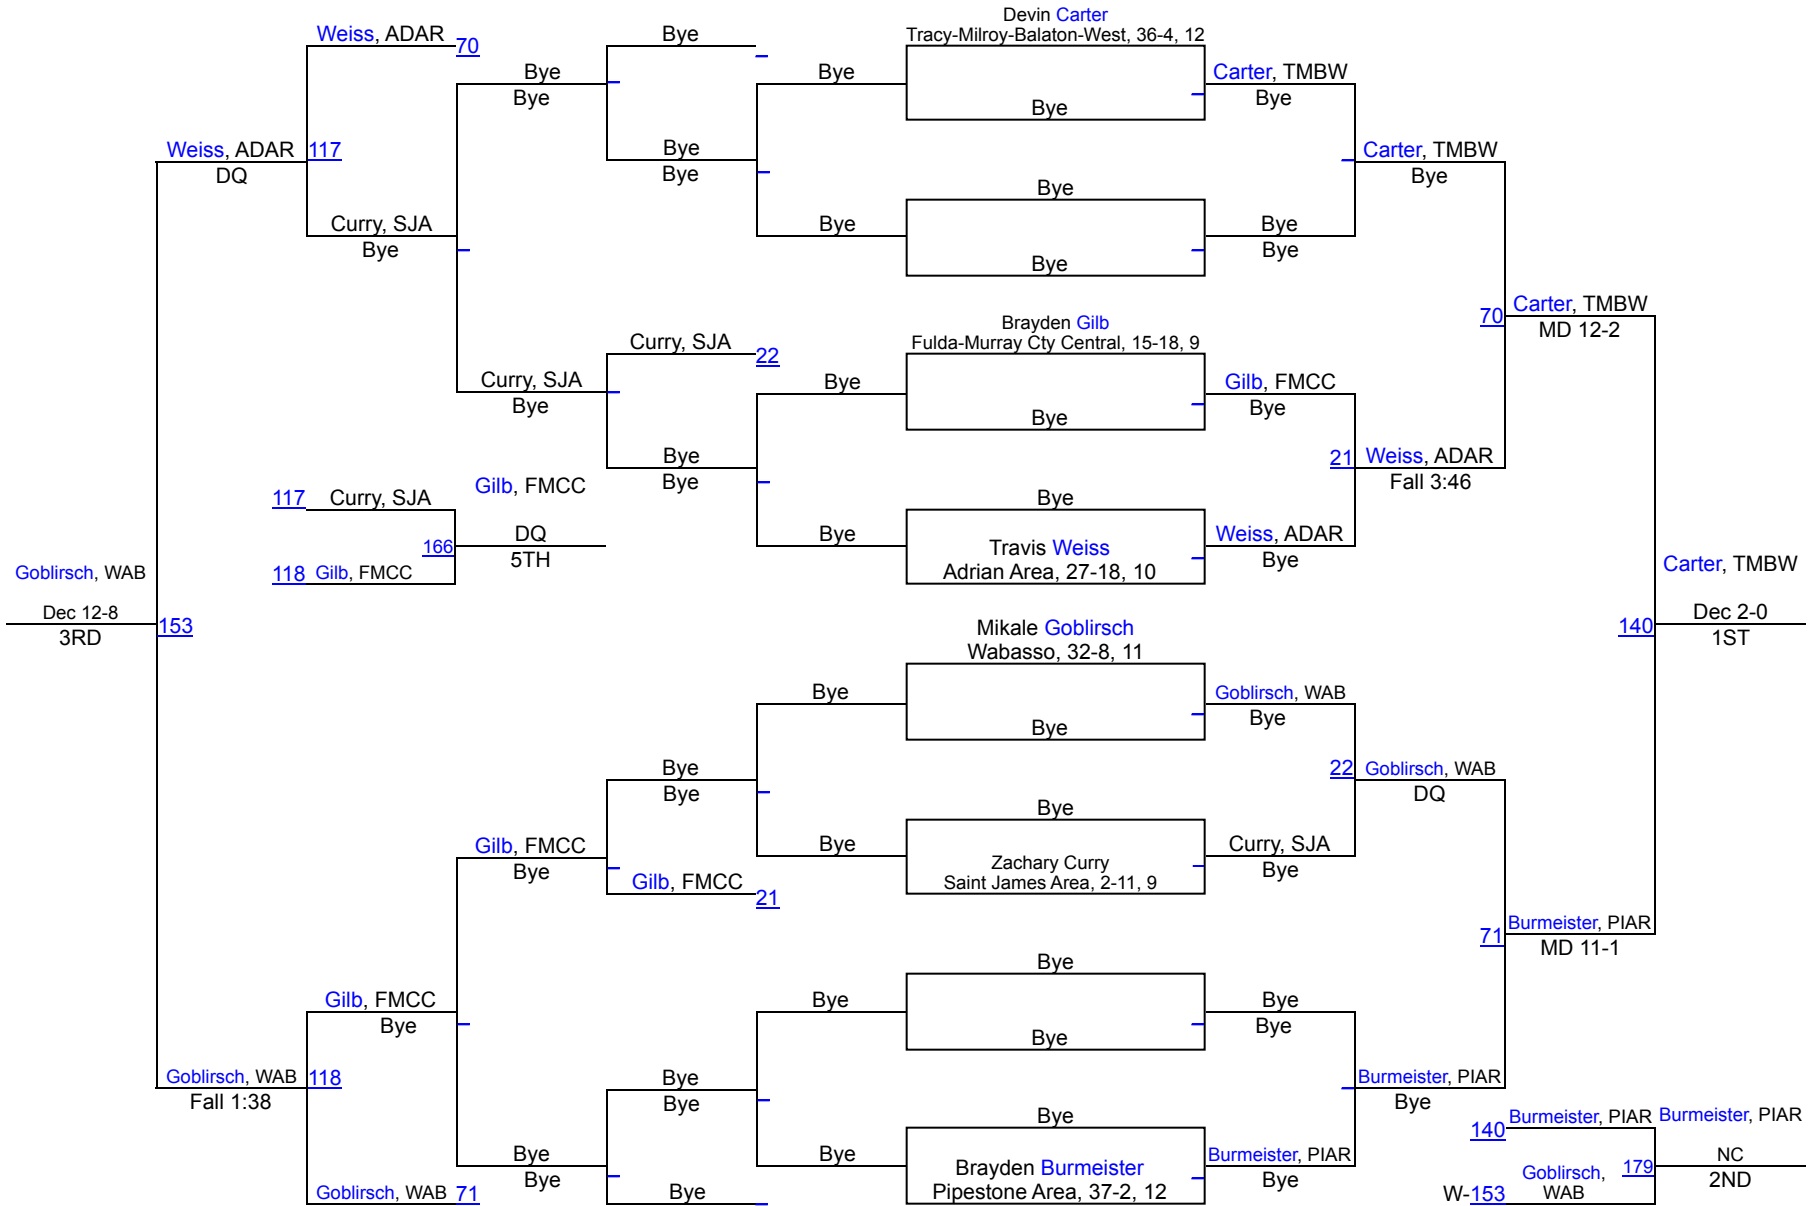 Devin Carter
Tracy-Milroy-Balaton-West, 36-4, 12
Weiss, ADAR 70
Bye
Bye
Bye
Bye
Bye
Carter, TMBW
Bye
Weiss, ADAR 117
DQ
Bye
Bye
Carter, TMBW
Bye
Bye
Curry, SJA
Bye
Bye
Bye
Bye
Bye
Carter, TMBW
70
MD 12-2
Brayden Gilb
Fulda-Murray Cty Central, 15-18, 9
Curry, SJA 22
Curry, SJA
Bye
Bye
Bye
Gilb, FMCC
Bye
Bye
Bye
21 Weiss, ADAR
Fall 3:46
Gilb, FMCC
117 Curry, SJA
Bye
DQ
166
5TH
118 Gilb, FMCC
Bye
Travis Weiss
Adrian Area, 27-18, 10
Weiss, ADAR
Bye
Goblirsch, WAB
Dec 12-8
3RD
153
Carter, TMBW
Dec 2-0
140
1ST
Mikale Goblirsch
Wabasso, 32-8, 11
Bye
Bye
Goblirsch, WAB
Bye
Bye
Bye
22 Goblirsch, WAB
DQ
Bye
Gilb, FMCC
Bye
Gilb, FMCC
21
Bye
Zachary Curry
Saint James Area, 2-11, 9
Curry, SJA
Bye
Burmeister, PIAR
71
MD 11-1
Bye
Gilb, FMCC
Bye
Bye
Bye
Bye
Bye
Goblirsch, WAB 118
Fall 1:38
Bye
Bye
Burmeister, PIAR
Bye
Bye
Bye
Bye
Bye
Brayden Burmeister
Pipestone Area, 37-2, 12
Burmeister, PIAR
Bye
Goblirsch, WAB 71
Bye
Burmeister, PIAR
140
Burmeister, PIAR
NC
179
2ND
Goblirsch,
WAB
W-153